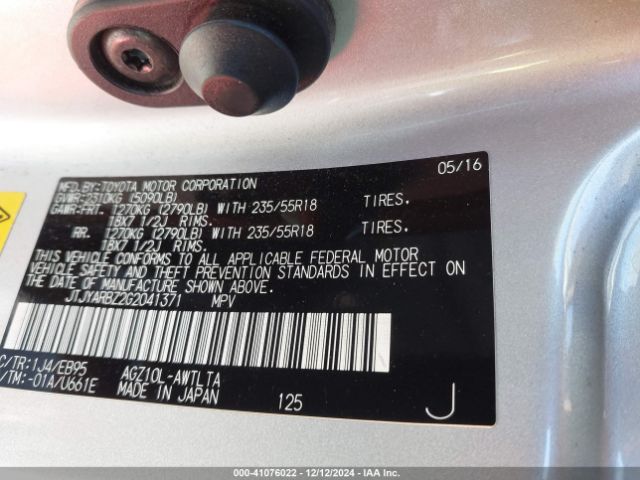 MFD.BY:TOYOTA MOTOR CORPORATION 05/16
GVWR:2310KG (5090LB)
GAWR:FRT. 1270KG (2790LB) WITH 235/55R18 TIRES.
18X7 1/2J RIMS.
RR. 1270KG (2790LB) WITH 235/55R18 TIRES.
18X7 1/2J RIMS.
THIS VEHICLE CONFORMS TO ALL APPLICABLE FEDERAL MOTOR
VEHICLE SAFETY AND THEFT PREVENTION STANDARDS IN EFFECT ON
THE DATE OF MANUFACTURE SHOWN ABOVE.
JTJYARBZ2G2041371 MPV
C/TR:1J4/EB95 AGZ10L-AWTLTA
/TM:-01A/U661E MADE IN JAPAN 125 J
000-41076022 - 12/12/2024 - IAA Inc.